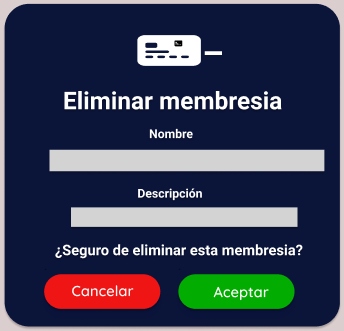 Eliminar membresia
Nombre
Descripción
¿Seguro de eliminar esta membresia?
Cancelar
Aceptar